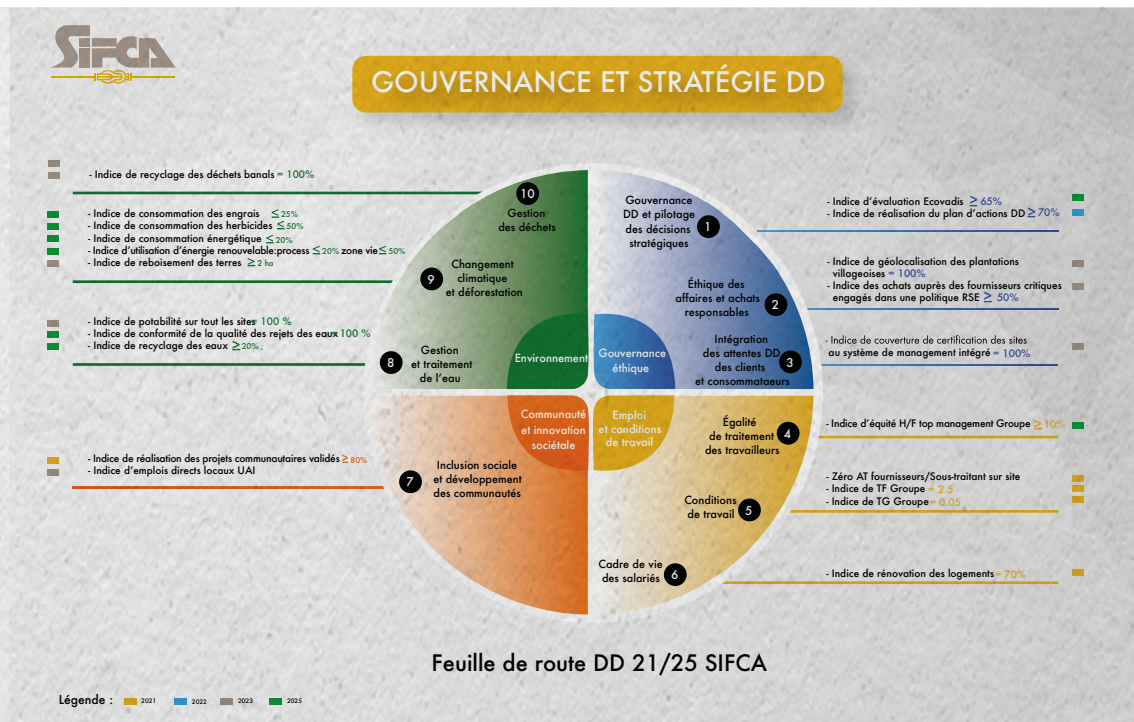 SIFCA
GOUVERNANCE ET STRATÉGIE DD
- Indice de recyclage des déchets banals = 100%
- Indice de consommation des engrais ≤ 25%
- Indice de consommation des herbicides ≤ 50%
- Indice de consommation énergétique ≤ 20%
- Indice d'utilisation d'énergie renouvelable:process ≤ 20% zone vie ≤ 50%
- Indice de reboisement des terres ≥ 2 ha
- Indice de potabilité sur tout les sites = 100 %
- Indice de conformité de la qualité des rejets des eaux 100 %
- Indice de recyclage des eaux ≥ 20% ;
- Indice de réalisation des projets communautaires validés ≥ 80%
- Indice d'emplois directs locaux UAI
10
Gestion
des déchets
9
Changement
climatique
et déforestation
8
Gestion
et traitement
de l'eau
Environnement
Communauté
et innovation
sociétale
7
Inclusion sociale
et développement
des communautés
Gouvernance
DD et pilotage
des décisions
stratégiques
1
Éthique des
affaires et achats
responsables
2
Intégration
des attentes DD
des clients
et consommataeurs
3
Gouvernance
éthique
Emploi
et conditions
de travail
Égalité
de traitement
des travailleurs
4
Conditions
de travail
5
Cadre de vie
des salariés
6
- Indice d'évaluation Ecovadis ≥ 65%
- Indice de réalisation du plan d'actions DD ≥ 70%
- Indice de géolocalisation des plantations
villageoises = 100%
- Indice des achats auprès des fournisseurs critiques
engagés dans une politique RSE ≥ 50%
- Indice de couverture de certification des sites
au système de management intégré = 100%
- Indice d'équité H/F top management Groupe ≥ 10%
- Zéro AT fournisseurs/Sous-traitant sur site
- Indice de TF Groupe = 2.5
- Indice de TG Groupe = 0.05
- Indice de rénovation des logements = 70%
Feuille de route DD 21/25 SIFCA
Légende : 2021 2022 2023 2025